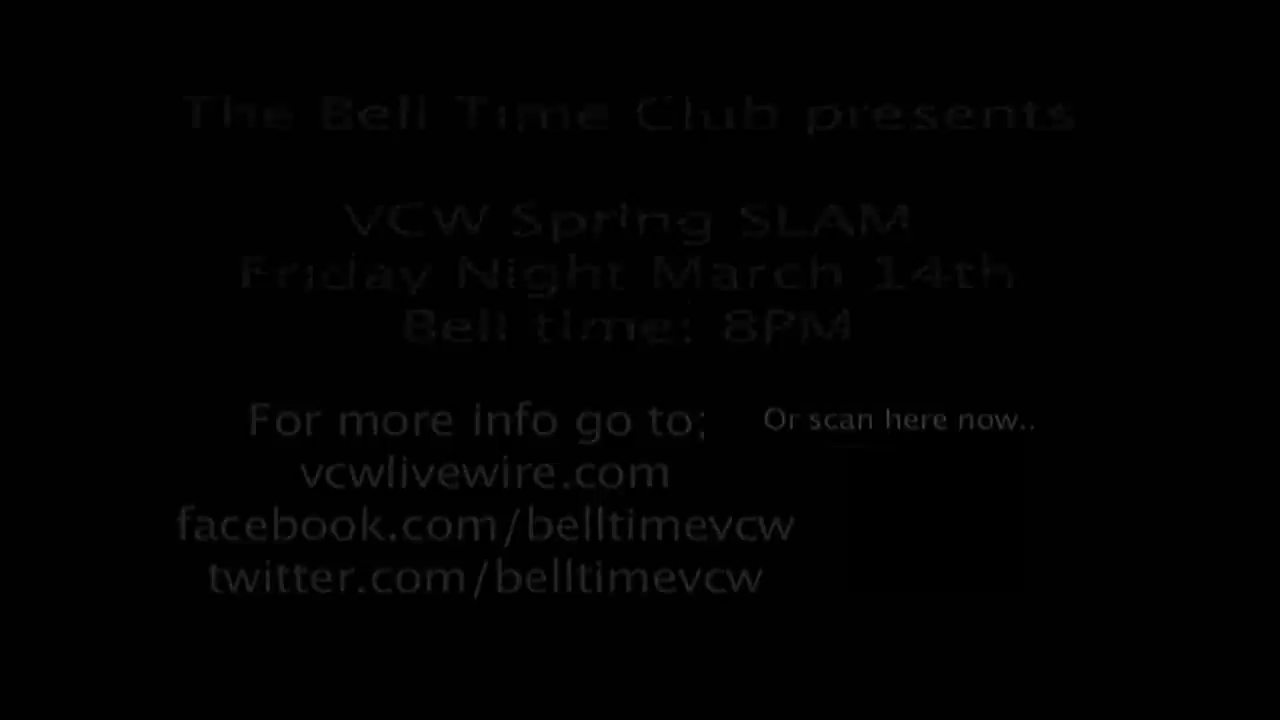 The Bell Time Club presents
VCW Spring SLAM
Friday Night March 14th
Bell time: 8PM
For more info go to;
Or scan here now..
vcwlivewire.com
facebook.com/belltimevcw
twitter.com/belltimevcw